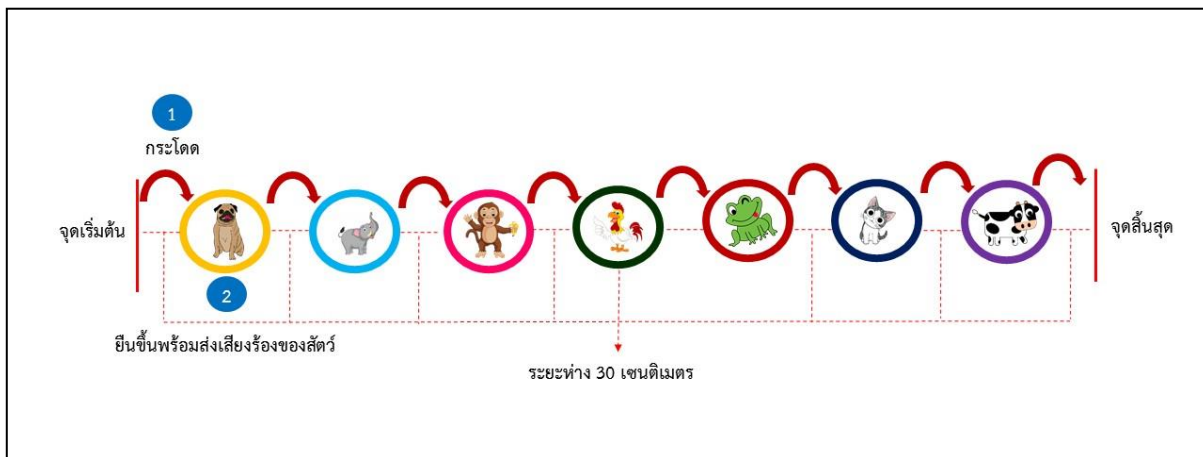 1
กระโดด
จุดเริ่มต้น
จุดสิ้นสุด
2
ยืนขึ้นพร้อมส่งเสียงร้องของสัตว์
ระยะห่าง 30 เซนติเมตร